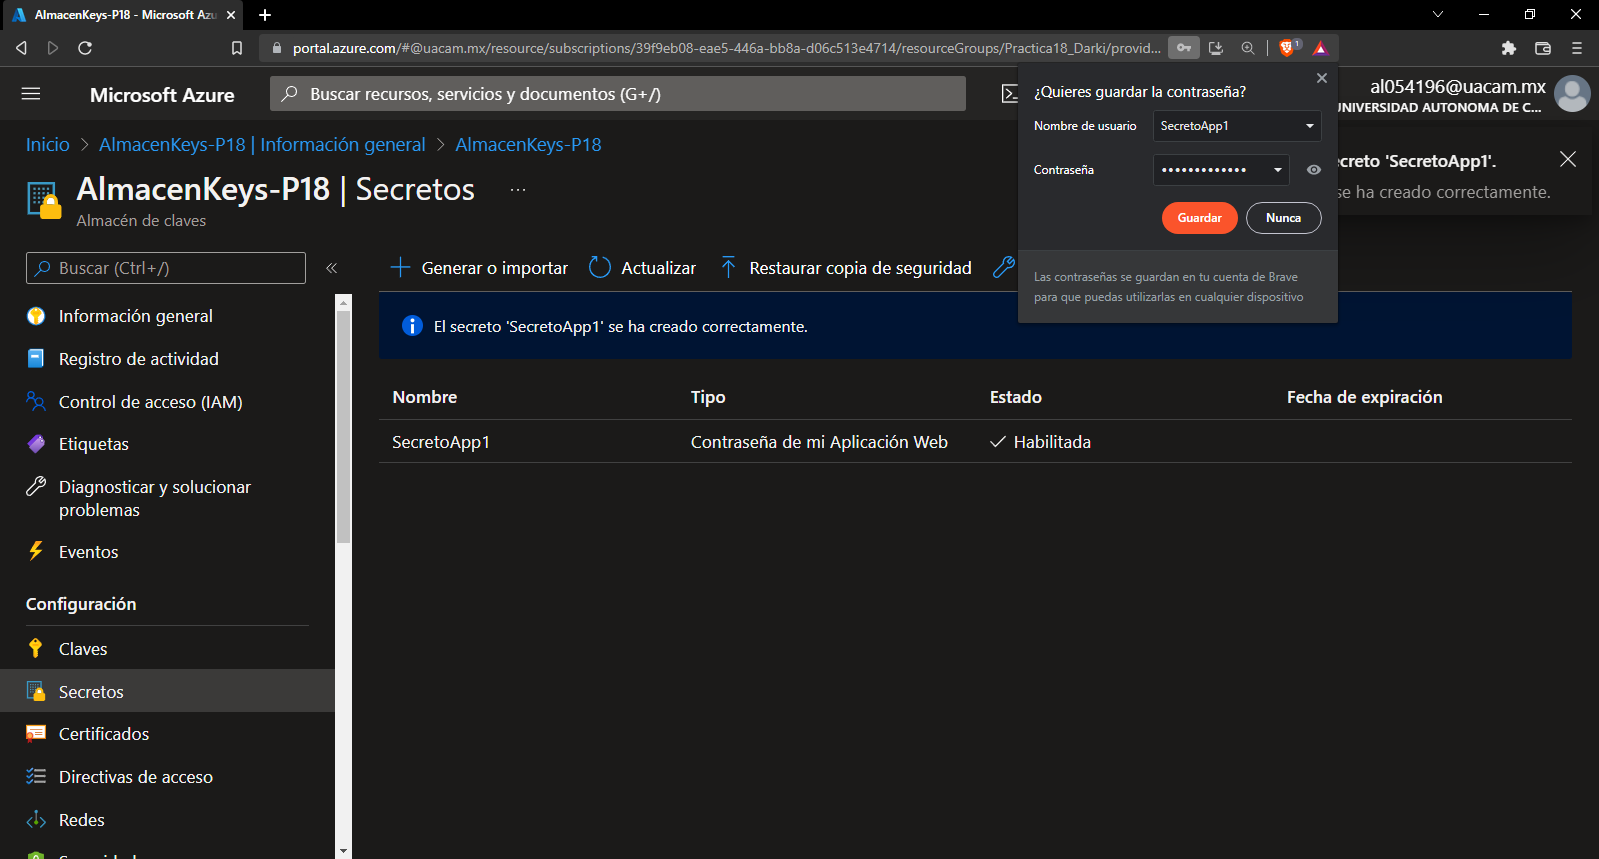 AlmacenKeys-P18 - Microsoft Azu
portal.azure.com/#@uacam.mx/resource/subscriptions/39f9eb08-eae5-446a-bb8a-d06c513e4714/resourceGroups/Practica18_Darki/provid...
1
Microsoft Azure
Buscar recursos, servicios y documentos (G+/)
al054196@uacam.mx
UNIVERSIDAD AUTONOMA DE C...
¿Quieres guardar la contraseña?
Nombre de usuario
SecretoApp1
Contraseña
•••••••••••••
Guardar
Nunca
Las contraseñas se guardan en tu cuenta de Brave
para que puedas utilizarlas en cualquier dispositivo
creto 'SecretoApp1'.
se ha creado correctamente.
Inicio > AlmacenKeys-P18 | Información general > AlmacenKeys-P18
AlmacenKeys-P18 | Secretos ...
Almacén de claves
Buscar (Ctrl+/)
«
Información general
Registro de actividad
Control de acceso (IAM)
Etiquetas
Diagnosticar y solucionar
problemas
Eventos
Configuración
Claves
Secretos
Certificados
Directivas de acceso
Redes
Generar o importar
Actualizar
Restaurar copia de seguridad
El secreto 'SecretoApp1' se ha creado correctamente.
Nombre Tipo Estado Fecha de expiración
SecretoApp1 Contraseña de mi Aplicación Web Habilitada